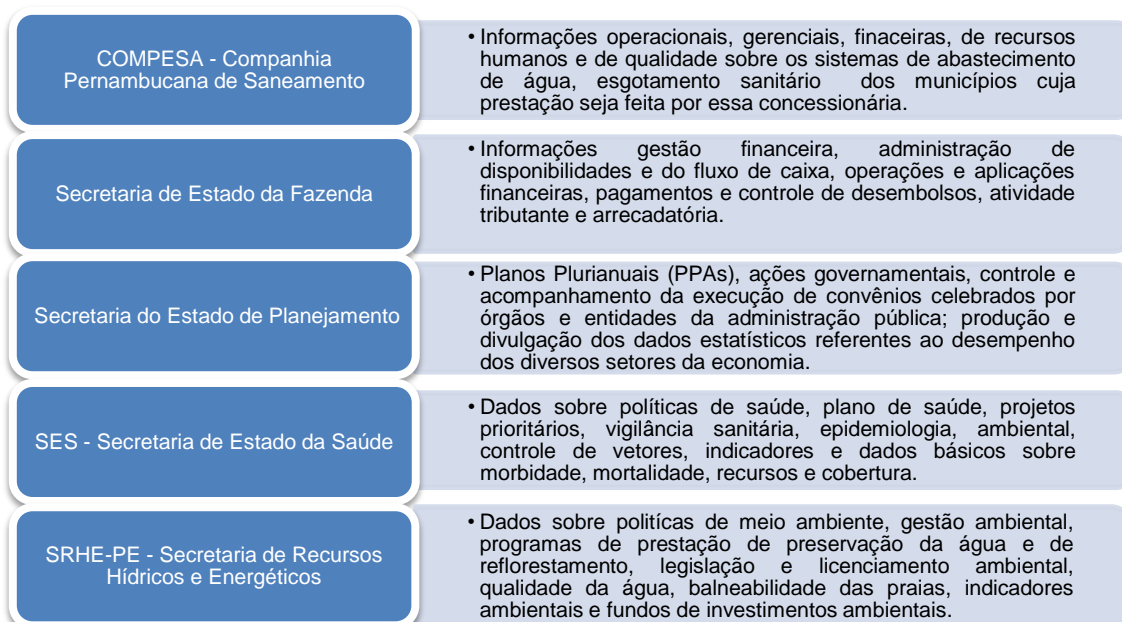 COMPESA - Companhia
Pernambucana de Saneamento
• Informações operacionais, gerenciais, finaceiras, de recursos
humanos e de qualidade sobre os sistemas de abastecimento
de água, esgotamento sanitário dos municípios cuja
prestação seja feita por essa concessionária.
Secretaria de Estado da Fazenda
• Informações gestão financeira, administração de
disponibilidades e do fluxo de caixa, operações e aplicações
financeiras, pagamentos e controle de desembolsos, atividade
tributante e arrecadatória.
Secretaria do Estado de Planejamento
• Planos Plurianuais (PPAs), ações governamentais, controle e
acompanhamento da execução de convênios celebrados por
órgãos e entidades da administração pública; produção e
divulgação dos dados estatísticos referentes ao desempenho
dos diversos setores da economia.
SES - Secretaria de Estado da Saúde
• Dados sobre políticas de saúde, plano de saúde, projetos
prioritários, vigilância sanitária, epidemiologia, ambiental,
controle de vetores, indicadores e dados básicos sobre
morbidade, mortalidade, recursos e cobertura.
SRHE-PE - Secretaria de Recursos
Hídricos e Energéticos
• Dados sobre politícas de meio ambiente, gestão ambiental,
programas de prestação de preservação da água e de
reflorestamento, legislação e licenciamento ambiental,
qualidade da água, balneabilidade das praias, indicadores
ambientais e fundos de investimentos ambientais.